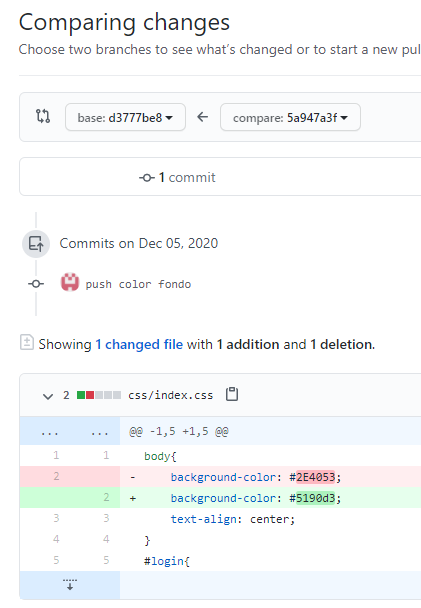 Comparing changes
Choose two branches to see what's changed or to start a new pul
base: d3777be8 ← compare: 5a947a3f
1 commit
Commits on Dec 05, 2020
push color fondo
Showing 1 changed file with 1 addition and 1 deletion.
2 css/index.css
... ... @@ -1,5 +1,5 @@
1 1 body{
2 - background-color: #2E4053;
2 + background-color: #5190d3;
3 3 text-align: center;
4 4 }
5 5 #login{